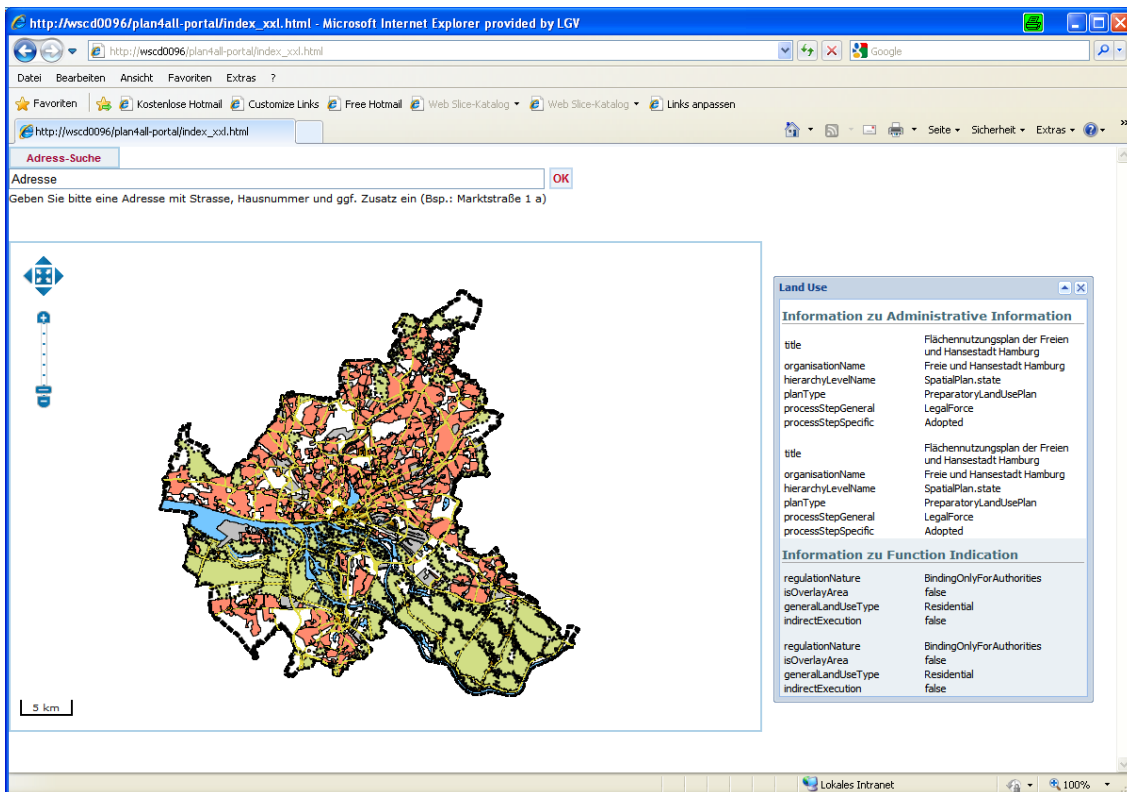 http://wscd0096/plan4all-portal/index_xxl.html - Microsoft Internet Explorer provided by LGV
http://wscd0096/plan4all-portal/index_xxl.html
Google
Datei Bearbeiten Ansicht Favoriten Extras ?
Favoriten Kostenlose Hotmail Customize Links Free Hotmail Web Slice-Katalog Web Slice-Katalog Links anpassen
http://wscd0096/plan4all-portal/index_xxl.html
Seite Sicherheit Extras »
Adress-Suche
Adresse OK
Geben Sie bitte eine Adresse mit Strasse, Hausnummer und ggf. Zusatz ein (Bsp.: Marktstraße 1 a)
5 km
Land Use
Information zu Administrative Information
title Flächennutzungsplan der Freien
und Hansestadt Hamburg
organisationName Freie und Hansestadt Hamburg
hierarchyLevelName SpatialPlan.state
planType PreparatoryLandUsePlan
processStepGeneral LegalForce
processStepSpecific Adopted
title Flächennutzungsplan der Freien
und Hansestadt Hamburg
organisationName Freie und Hansestadt Hamburg
hierarchyLevelName SpatialPlan.state
planType PreparatoryLandUsePlan
processStepGeneral LegalForce
processStepSpecific Adopted
Information zu Function Indication
regulationNature BindingOnlyForAuthorities
isOverlayArea false
generalLandUseType Residential
indirectExecution false
regulationNature BindingOnlyForAuthorities
isOverlayArea false
generalLandUseType Residential
indirectExecution false
Lokales Intranet 100%